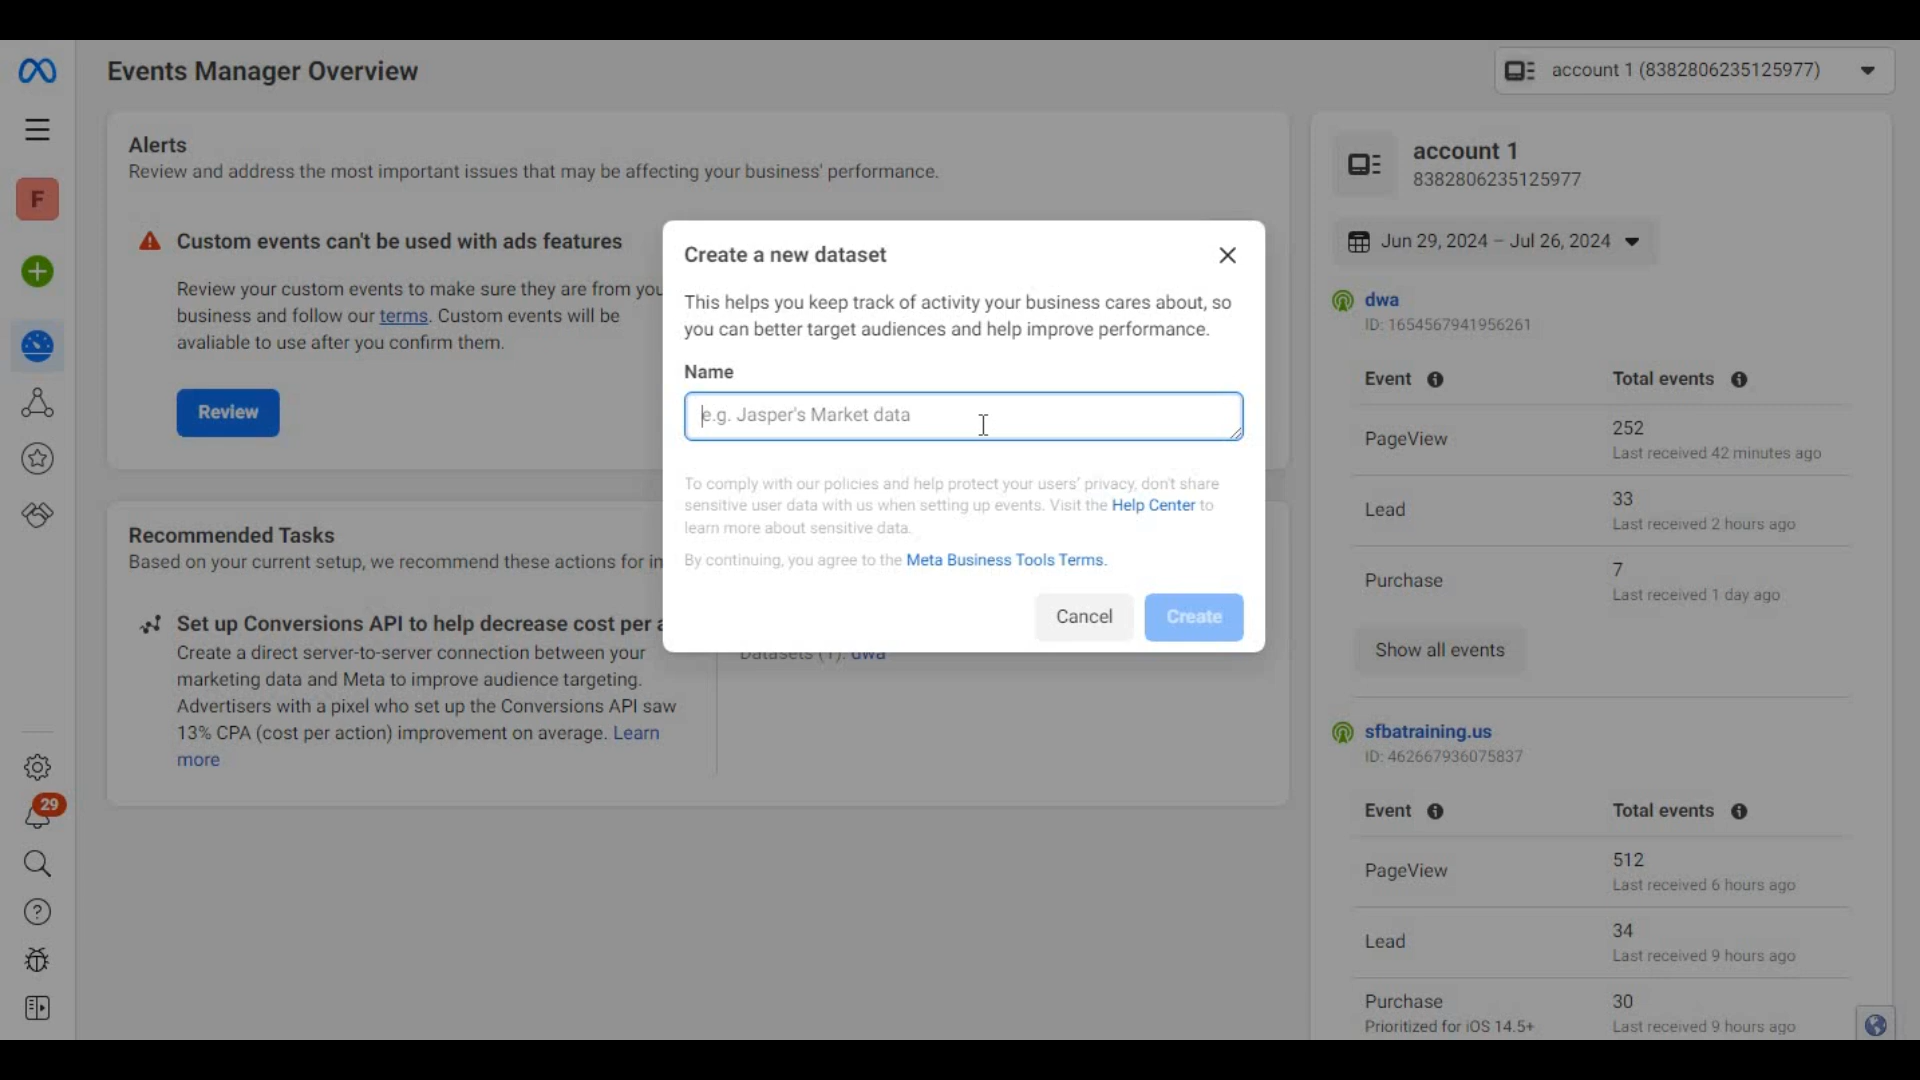 Events Manager Overview
account 1 (8382806235125977)
F
29
Alerts
Review and address the most important issues that may be affecting your business' performance.
Custom events can't be used with ads features
Review your custom events to make sure they are from you
business and follow our terms. Custom events will be
avaliable to use after you confirm them.
Review
Recommended Tasks
Based on your current setup, we recommend these actions for in
Set up Conversions API to help decrease cost per a
Create a direct server-to-server connection between your
marketing data and Meta to improve audience targeting.
Advertisers with a pixel who set up the Conversions API saw
13% CPA (cost per action) improvement on average. Learn
more
Datasets (1): dwa
Create a new dataset
This helps you keep track of activity your business cares about, so
you can better target audiences and help improve performance.
Name
e.g. Jasper's Market data
To comply with our policies and help protect your users' privacy, don't share
sensitive user data with us when setting up events. Visit the Help Center to
learn more about sensitive data.
By continuing, you agree to the Meta Business Tools Terms.
Cancel
Create
account 1
8382806235125977
Jun 29, 2024 – Jul 26, 2024
dwa
ID: 1654567941956261
Event Total events
PageView 252
Last received 42 minutes ago
Lead 33
Last received 2 hours ago
Purchase 7
Last received 1 day ago
Show all events
sfbatraining.us
ID: 462667936075837
Event Total events
PageView 512
Last received 6 hours ago
Lead 34
Last received 9 hours ago
Purchase 30
Prioritized for iOS 14.5+ Last received 9 hours ago